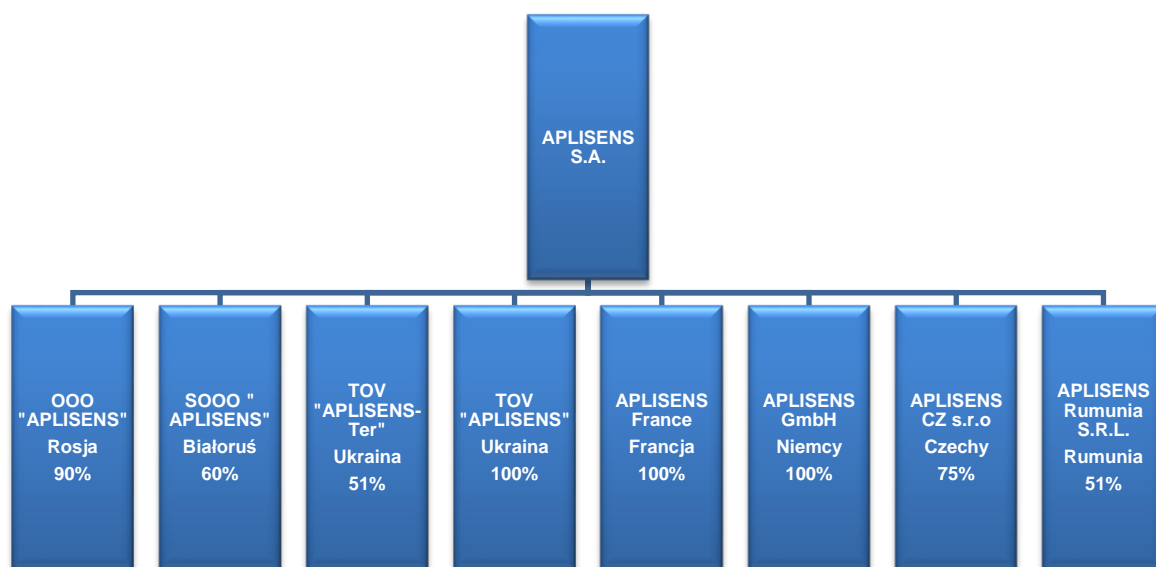 APLISENS
S.A.
OOO
"APLISENS"
Rosja
90%
SOOO "
APLISENS"
Białoruś
60%
TOV
"APLISENS-
Ter"
Ukraina
51%
TOV
"APLISENS"
Ukraina
100%
APLISENS
France
Francja
100%
APLISENS
GmbH
Niemcy
100%
APLISENS
CZ s.r.o
Czechy
75%
APLISENS
Rumunia
S.R.L.
Rumunia
51%